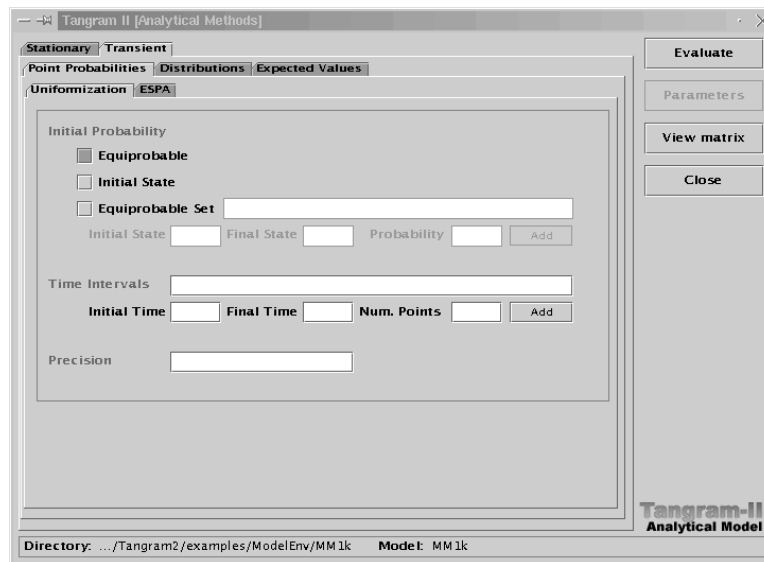 Tangram II [Analytical Methods]
Stationary Transient
Point Probabilities Distributions Expected Values
Uniformization ESPA
Initial Probability
Equiprobable
Initial State
Equiprobable Set
Initial State Final State Probability Add
Time Intervals
Initial Time Final Time Num. Points Add
Precision
Evaluate
Parameters
View matrix
Close
Tangram-II
Analytical Model
Directory: .../Tangram2/examples/ModelEnv/MM1k Model: MM1k